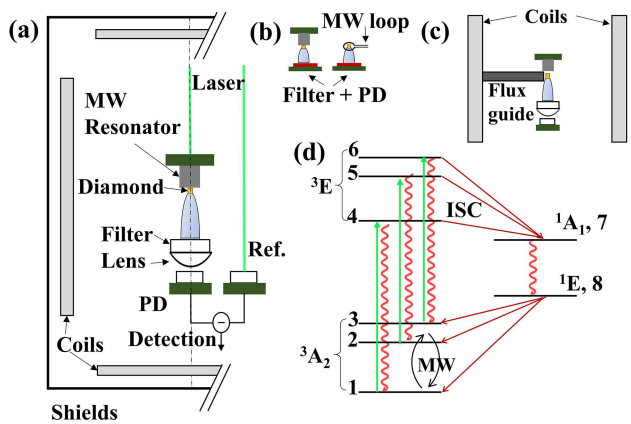 (a)
Laser
MW
Resonator
Diamond
Filter
Lens
Ref.
PD
Detection
Coils
Shields
(b)
MW loop
Filter + PD
(c)
Coils
Flux
guide
(d)
6
³E
5
4
ISC
¹A₁, 7
¹E, 8
3
³A₂
2
MW
1